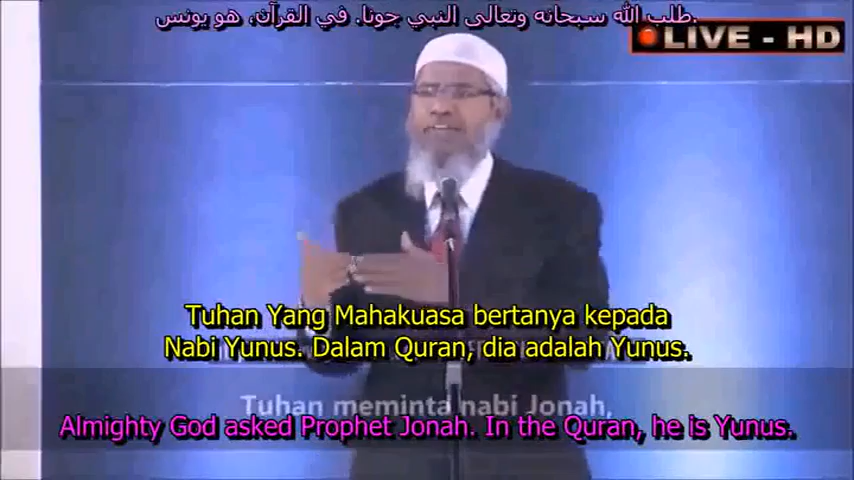 طلب الله سبحانه وتعالى النبي جونا. في القرآن، هو يونس.
LIVE - HD
Tuhan Yang Mahakuasa bertanya kepada
Nabi Yunus. Dalam Quran, dia adalah Yunus.
Tuhan meminta nabi Jonah,
Almighty God asked Prophet Jonah. In the Quran, he is Yunus.